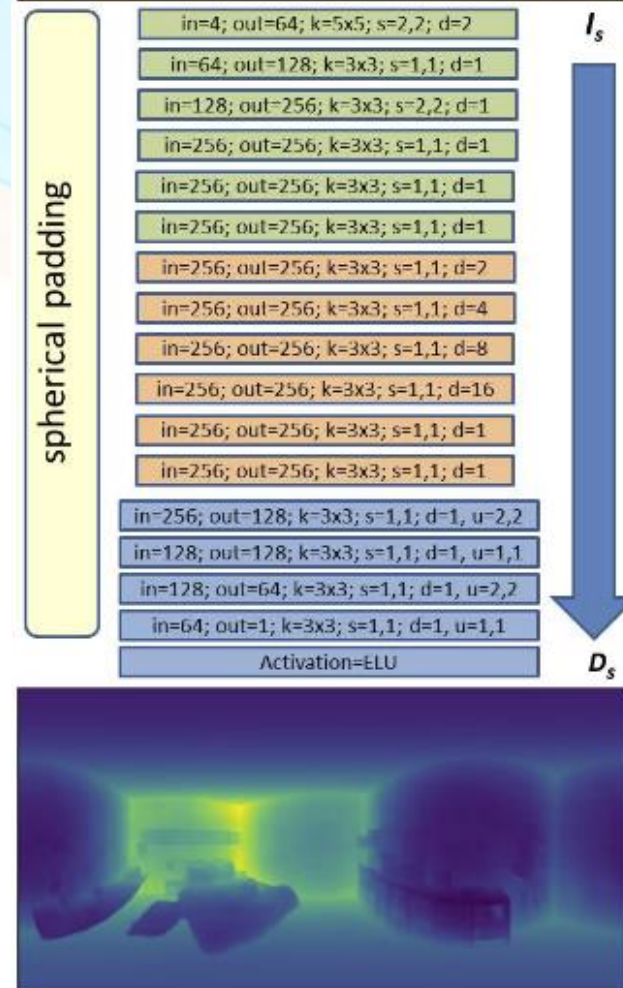 in=4; out=64; k=5x5; s=2,2; d=2
I_s
in=64; out=128; k=3x3; s=1,1; d=1
in=128; out=256; k=3x3; s=2,2; d=1
in=256; out=256; k=3x3; s=1,1; d=1
in=256; out=256; k=3x3; s=1,1; d=1
in=256; out=256; k=3x3; s=1,1; d=1
in=256; out=256; k=3x3; s=1,1; d=2
in=256; out=256; k=3x3; s=1,1; d=4
in=256; out=256; k=3x3; s=1,1; d=8
in=256; out=256; k=3x3; s=1,1; d=16
in=256; out=256; k=3x3; s=1,1; d=1
in=256; out=256; k=3x3; s=1,1; d=1
spherical padding
in=256; out=128; k=3x3; s=1,1; d=1, u=2,2
in=128; out=128; k=3x3; s=1,1; d=1, u=1,1
in=128; out=64; k=3x3; s=1,1; d=1, u=2,2
in=64; out=1; k=3x3; s=1,1; d=1, u=1,1
Activation=ELU
D_s